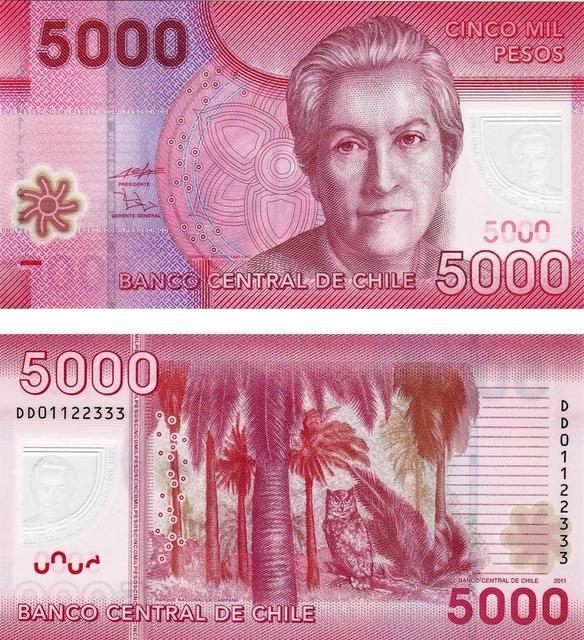 5000
CINCO MIL
PESOS
PRESIDENTE
GERENTE GENERAL
5000
BANCO CENTRAL DE CHILE
5000
5000
DD01122333
DD01122333
PARQUE NACIONAL LA CAMPANA
BANCO CENTRAL DE CHILE 2011
BANCO CENTRAL DE CHILE
5000